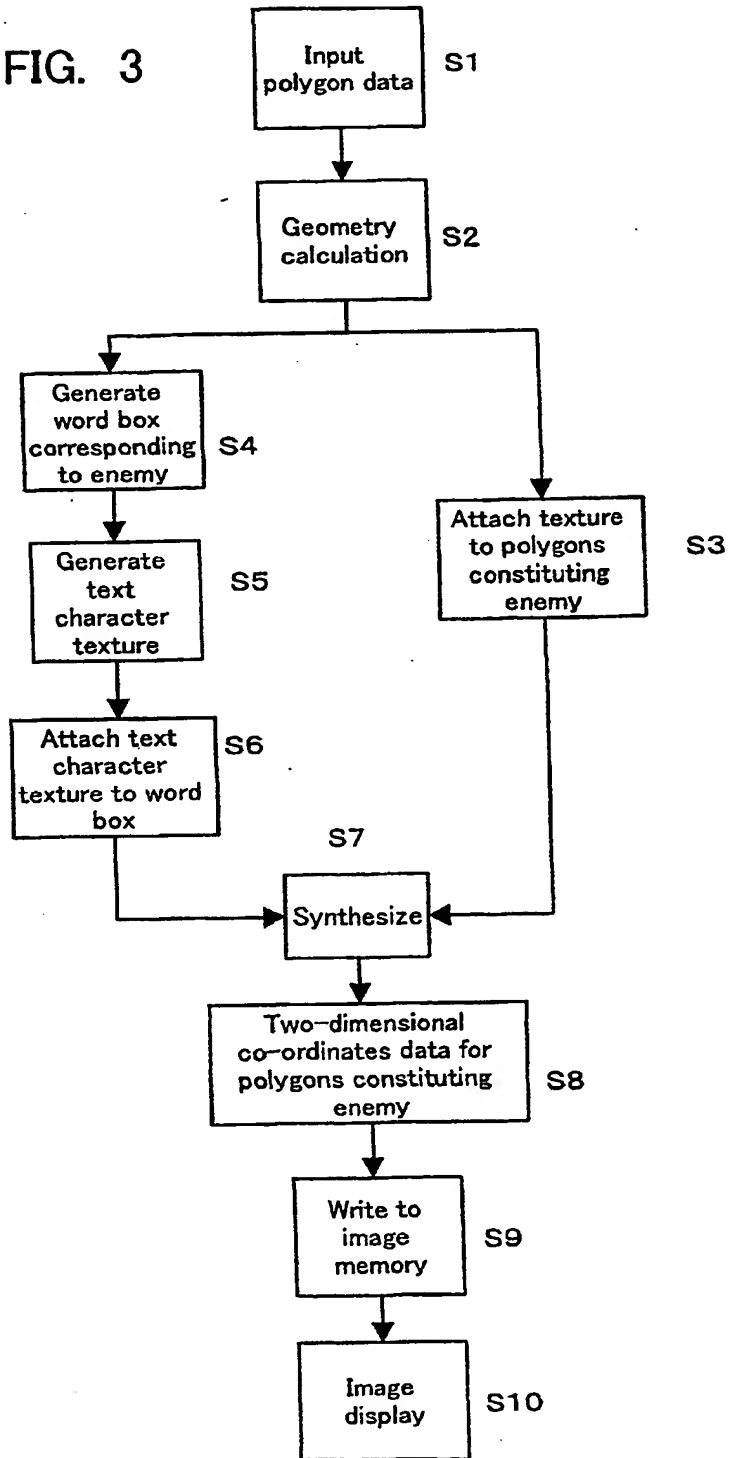 FIG. 3
Input
polygon data
S1
Geometry
calculation
S2
Generate
word box
corresponding
to enemy
S4
Generate
text
character
texture
S5
Attach text
character
texture to word
box
S6
Attach texture
to polygons
constituting
enemy
S3
S7
Synthesize
Two-dimensional
co-ordinates data for
polygons constituting
enemy
S8
Write to
image
memory
S9
Image
display
S10